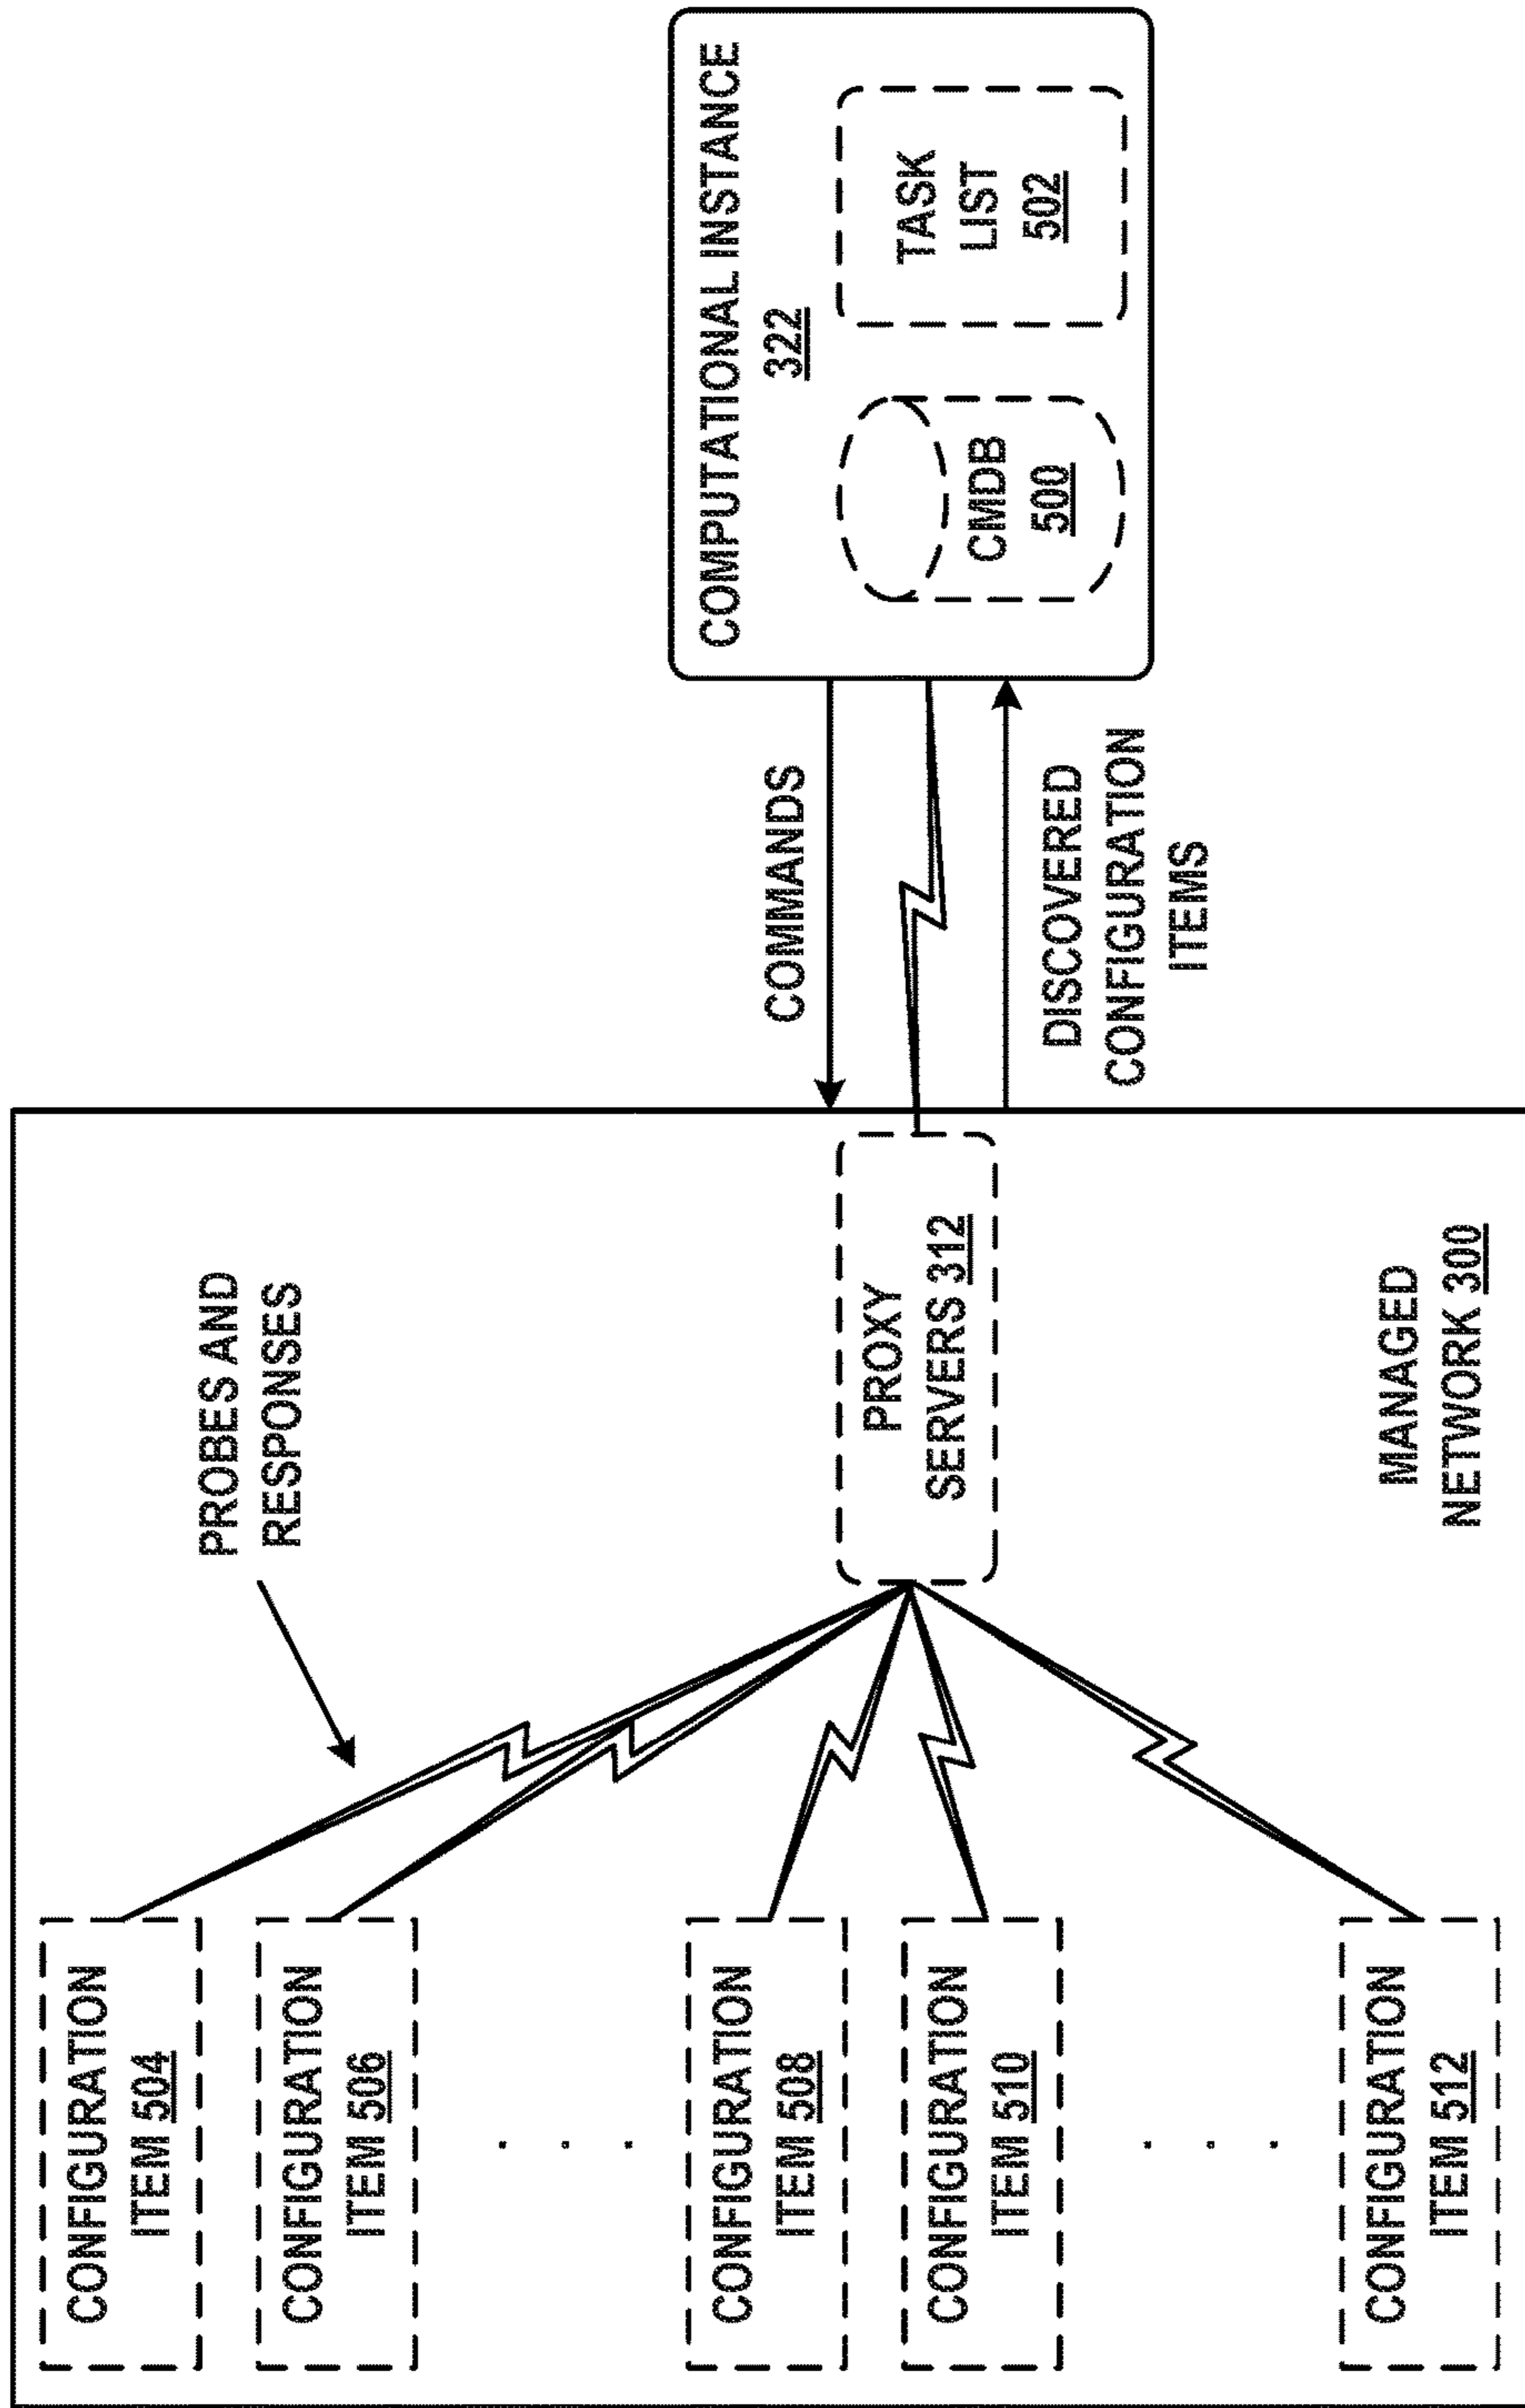 COMPUTATIONAL INSTANCE
322
CMDB
500
TASK
LIST
502
COMMANDS
DISCOVERED
CONFIGURATION
ITEMS
PROBES AND
RESPONSES
PROXY
SERVERS 312
MANAGED
NETWORK 300
CONFIGURATION
ITEM 504
CONFIGURATION
ITEM 506
CONFIGURATION
ITEM 508
CONFIGURATION
ITEM 510
CONFIGURATION
ITEM 512